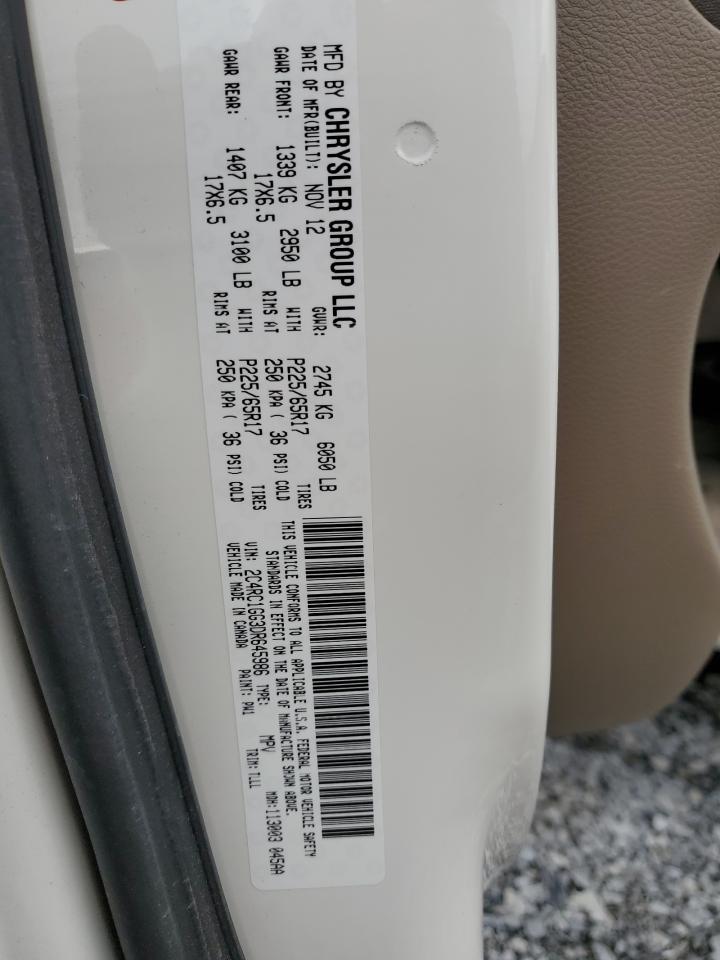 MFD BY CHRYSLER GROUP LLC
DATE OF MFR(BUILT): NOV 12 GVWR: 2745 KG 6050 LB
GAWR FRONT: 1339 KG 2950 LB WITH P225/65R17 TIRES
17X6.5 RIMS AT 250 KPA ( 36 PSI) COLD
GAWR REAR: 1407 KG 3100 LB WITH P225/65R17 TIRES
17X6.5 RIMS AT 250 KPA ( 36 PSI) COLD
THIS VEHICLE CONFORMS TO ALL APPLICABLE U.S.A. FEDERAL MOTOR VEHICLE SAFETY
STANDARDS IN EFFECT ON THE DATE OF MANUFACTURE SHOWN ABOVE.
VIN: 2C4RC1GG3DR645986 TYPE: MPV MDH:113003 045AA
VEHICLE MADE IN CANADA PAINT: PW1 TRIM:TLLL